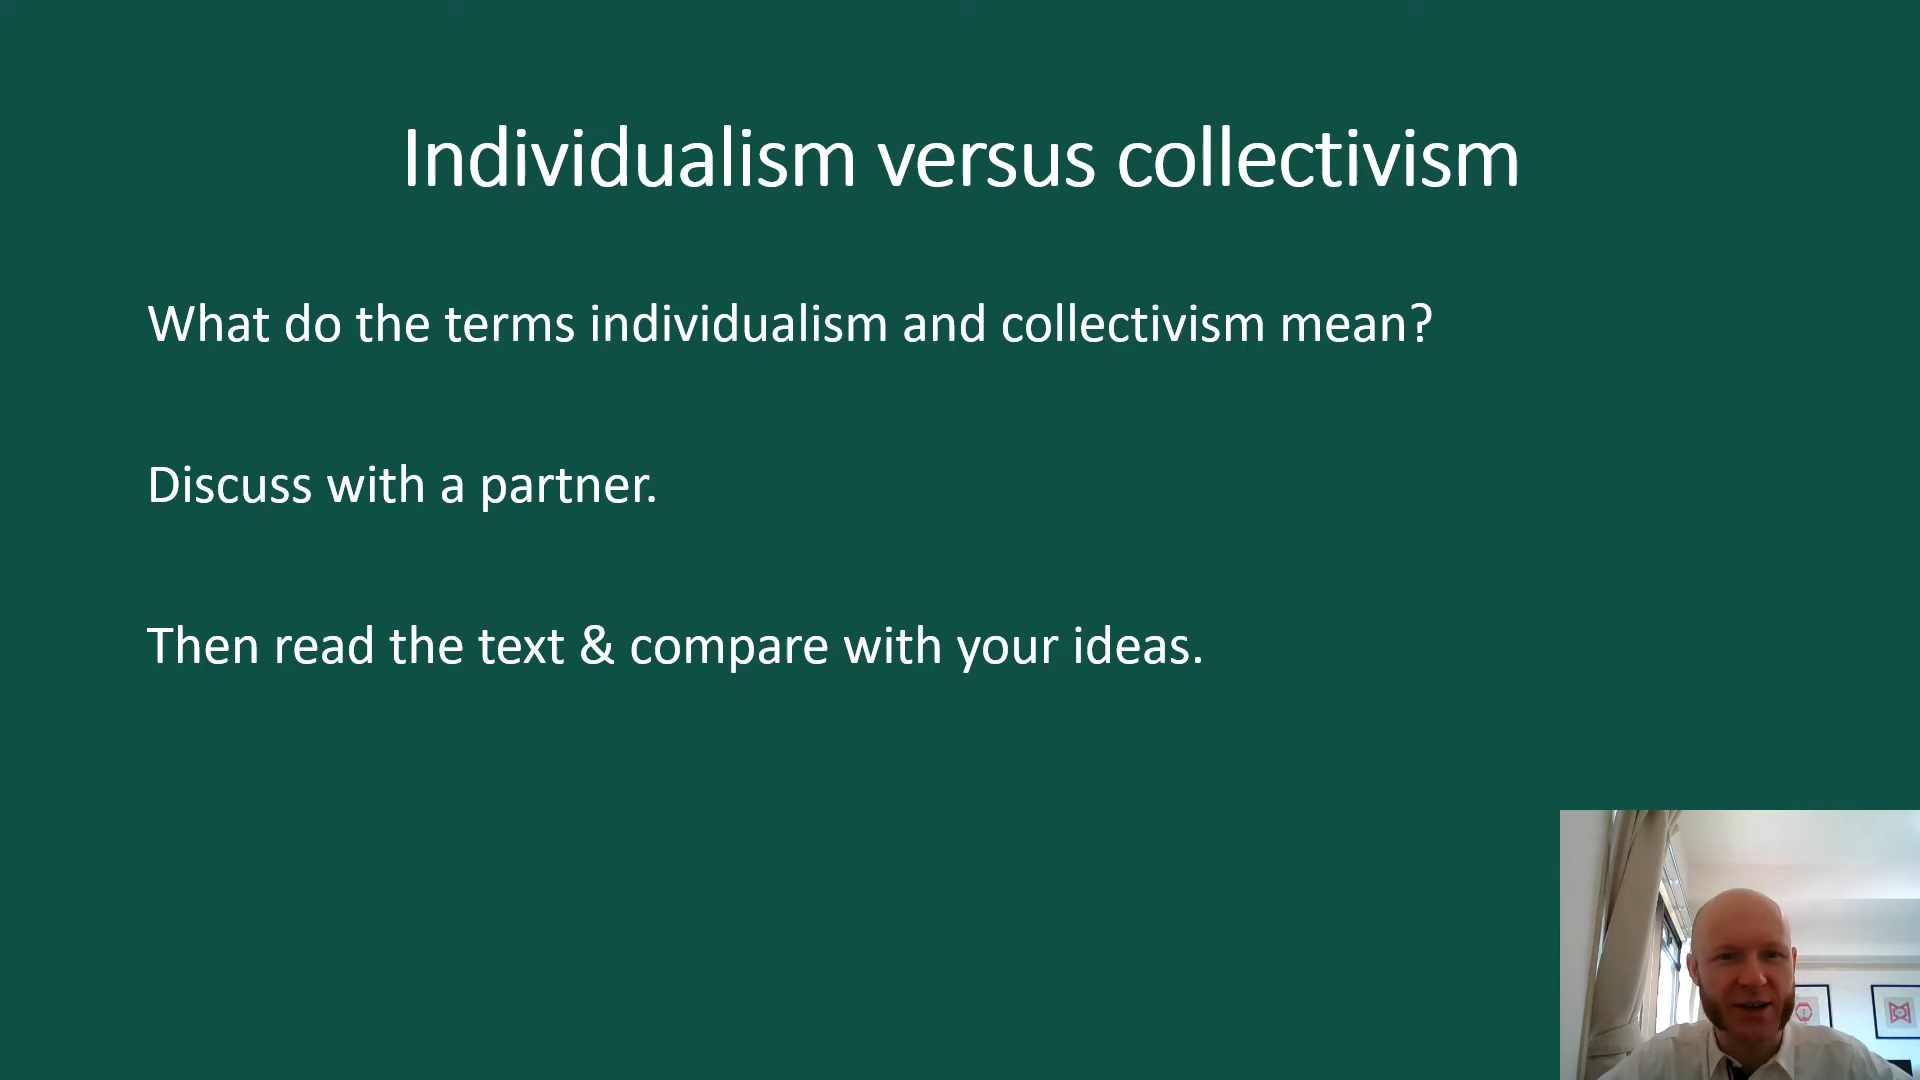 Individualism versus collectivism
What do the terms individualism and collectivism mean?
Discuss with a partner.
Then read the text & compare with your ideas.